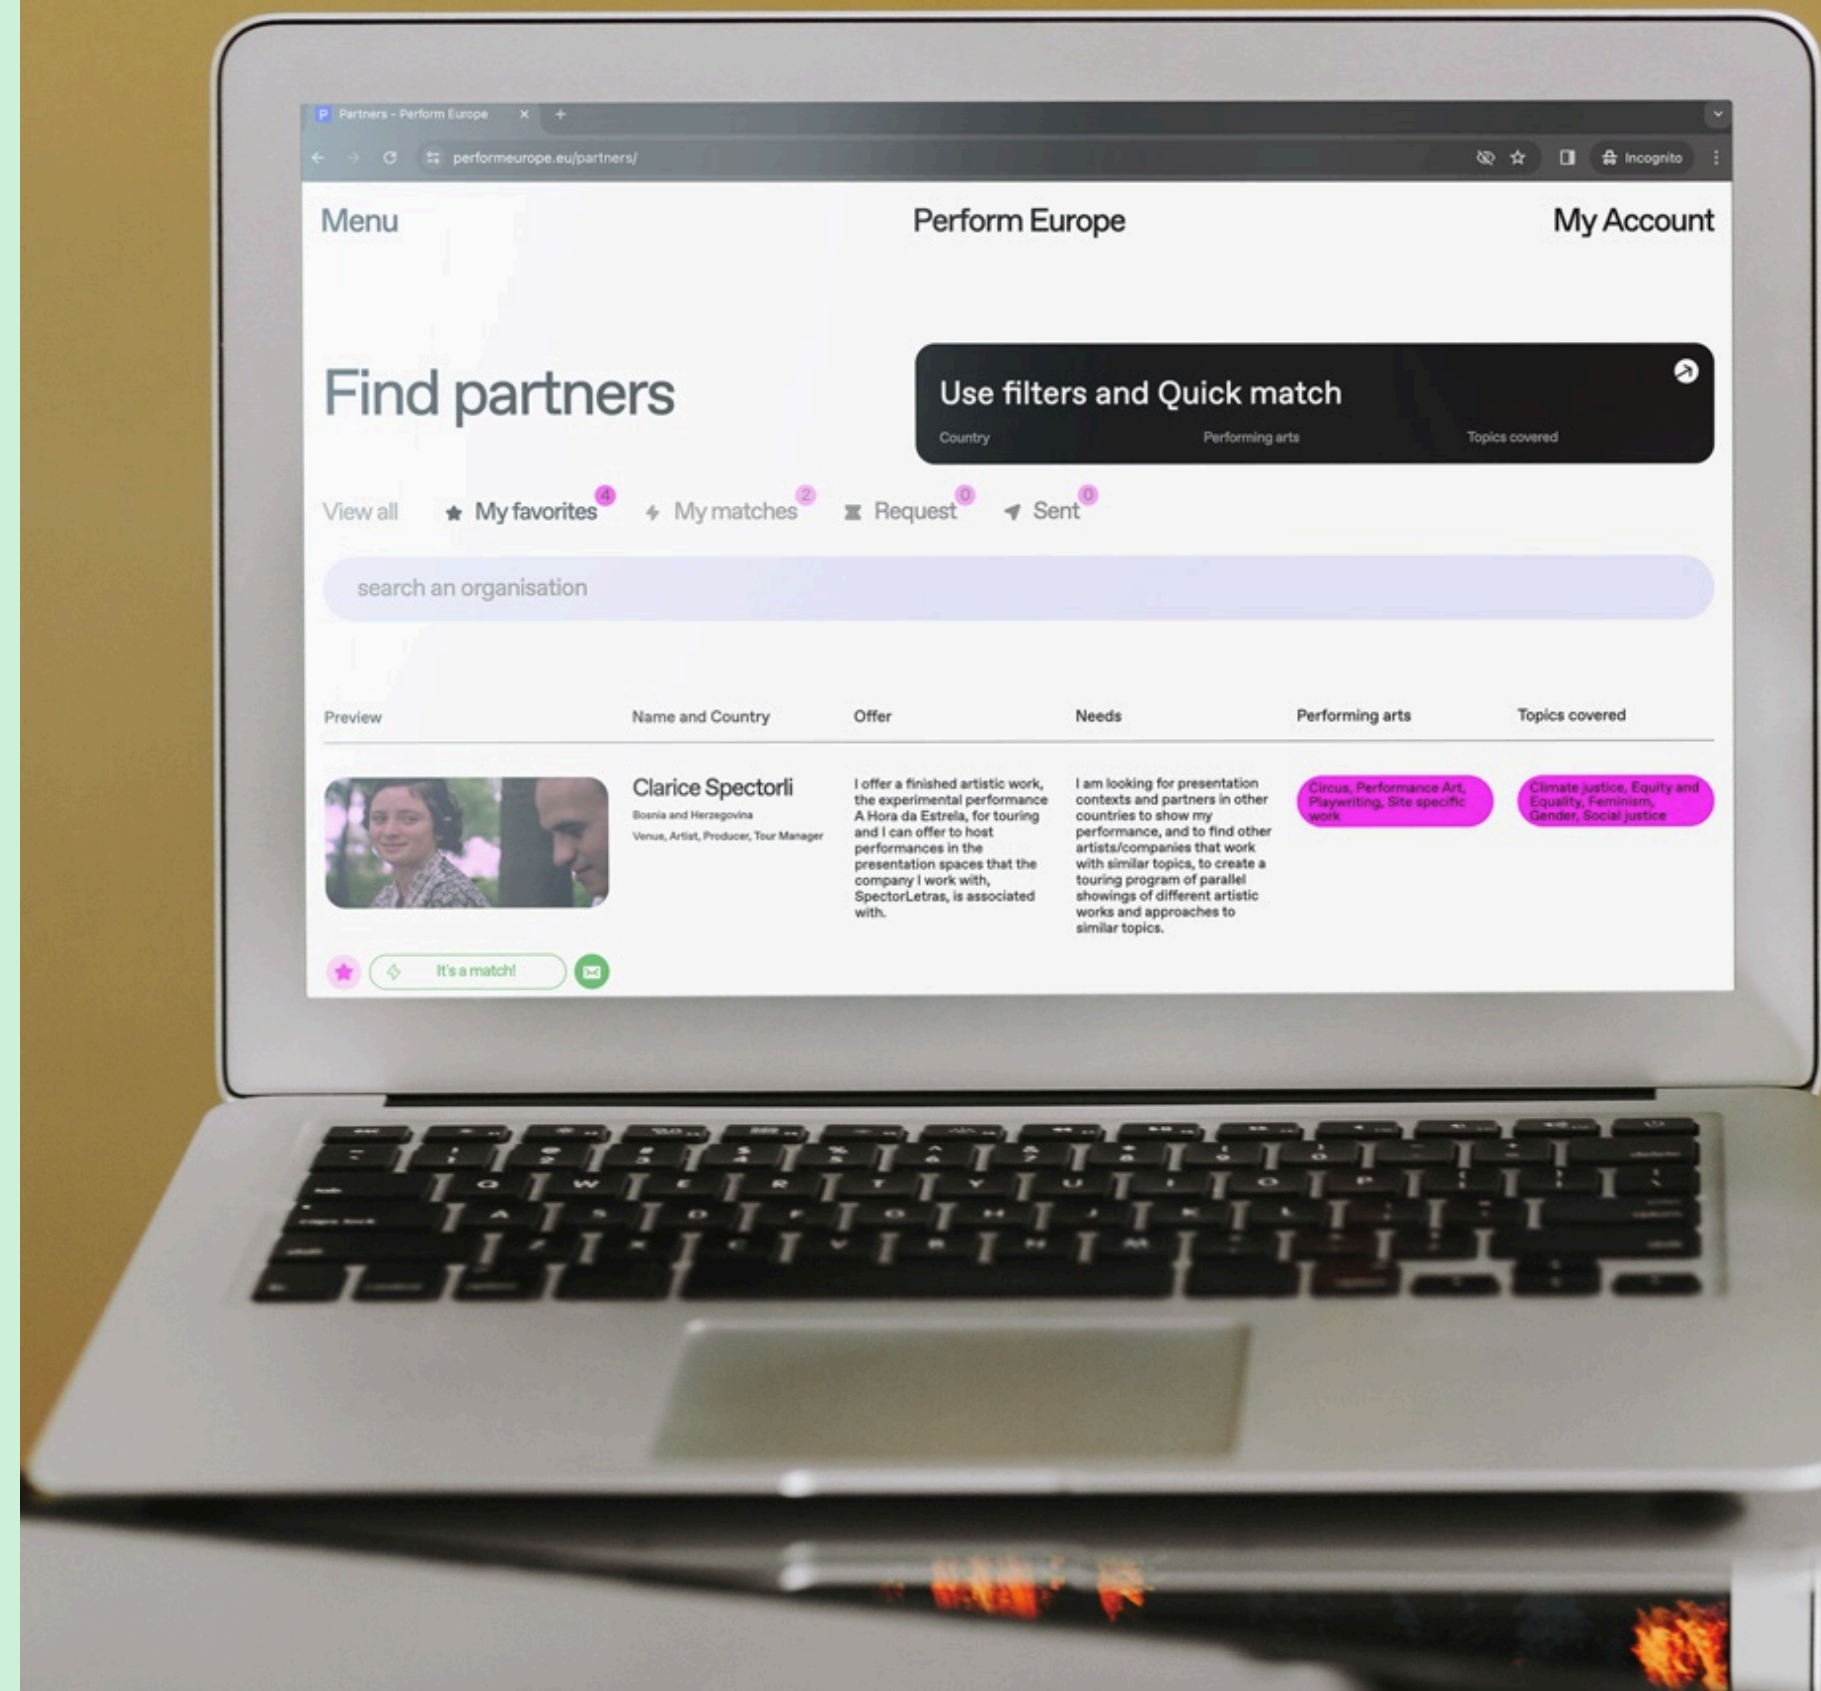 Partners - Perform Europe
performeurope.eu/partners/
Incognito
Menu
Perform Europe
My Account
Find partners
Use filters and Quick match
Country
Performing arts
Topics covered
View all
My favorites 4
My matches 2
Request 0
Sent 0
search an organisation
Preview
Name and Country
Offer
Needs
Performing arts
Topics covered
Clarice Spectorli
Bosnia and Herzegovina
Venue, Artist, Producer, Tour Manager
I offer a finished artistic work,
the experimental performance
A Hora da Estrela, for touring
and I can offer to host
performances in the
presentation spaces that the
company I work with,
SpectorLetras, is associated
with.
I am looking for presentation
contexts and partners in other
countries to show my
performance, and to find other
artists/companies that work
with similar topics, to create a
touring program of parallel
showings of different artistic
works and approaches to
similar topics.
Circus, Performance Art,
Playwriting, Site specific
work
Climate justice, Equity and
Equality, Feminism,
Gender, Social justice
It's a match!